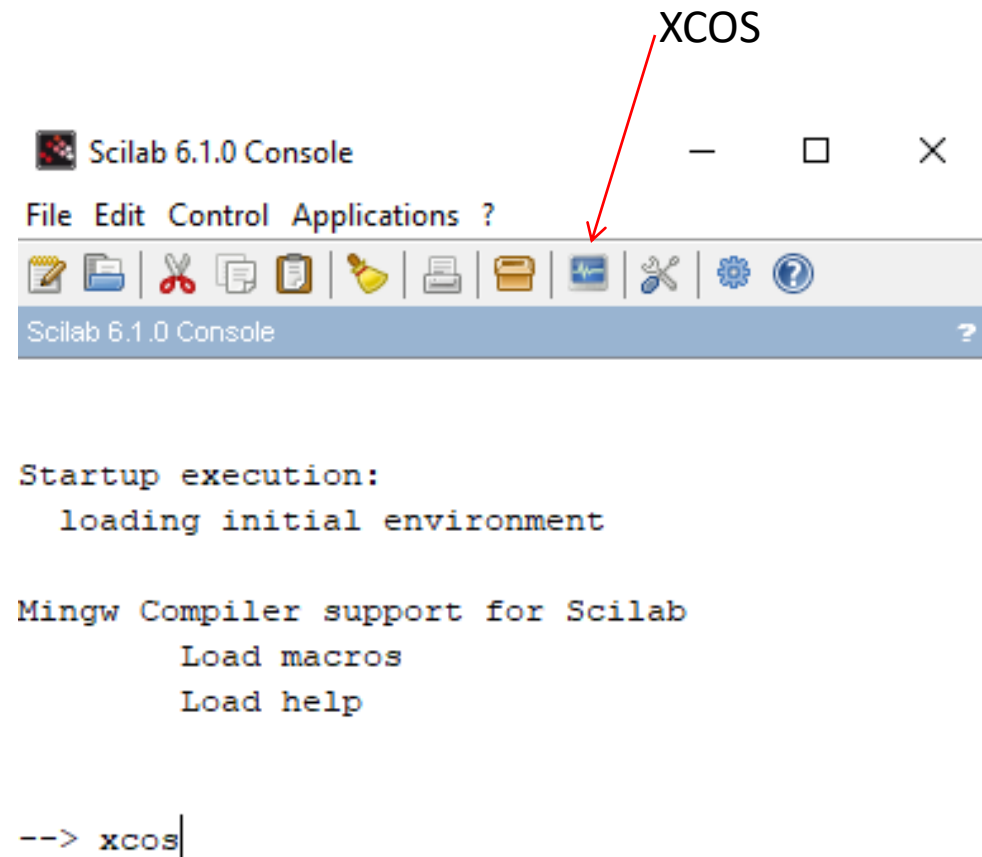 XCOS
Scilab 6.1.0 Console
File Edit Control Applications ?
Scilab 6.1.0 Console ?
Startup execution:
loading initial environment
Mingw Compiler support for Scilab
Load macros
Load help
--> xcos